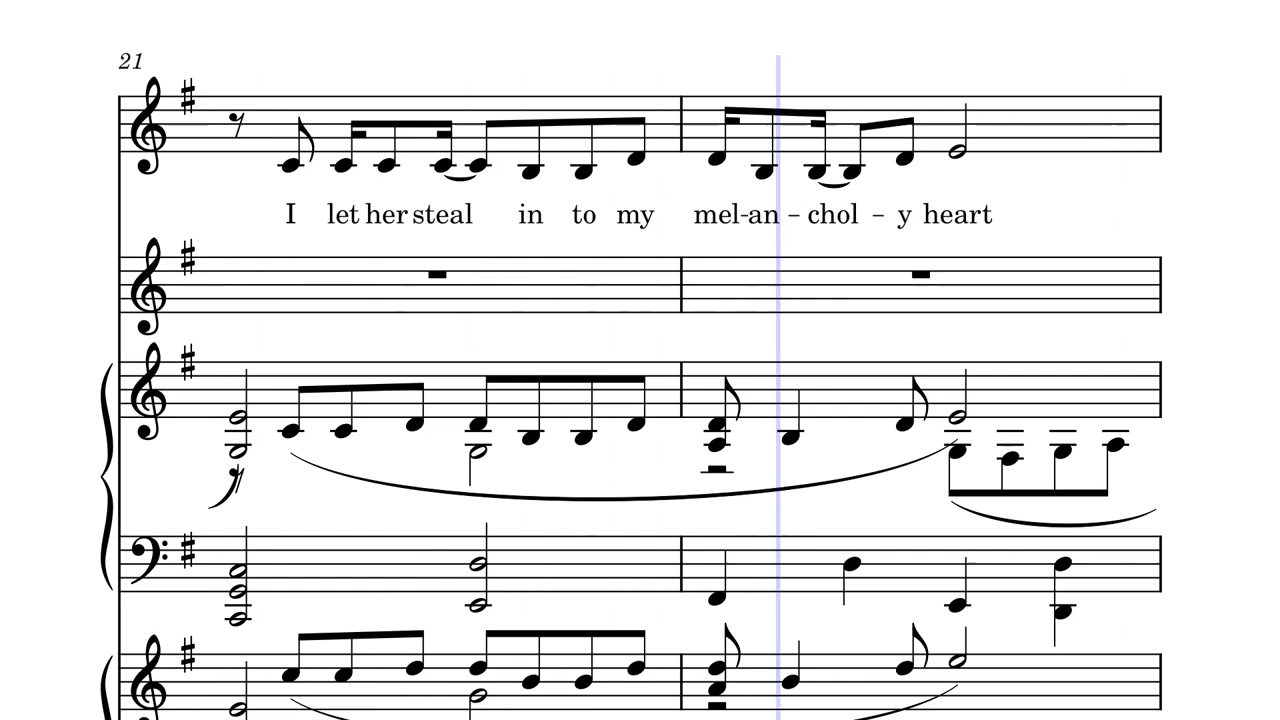 21
I let her steal in to my mel-an – chol – y heart